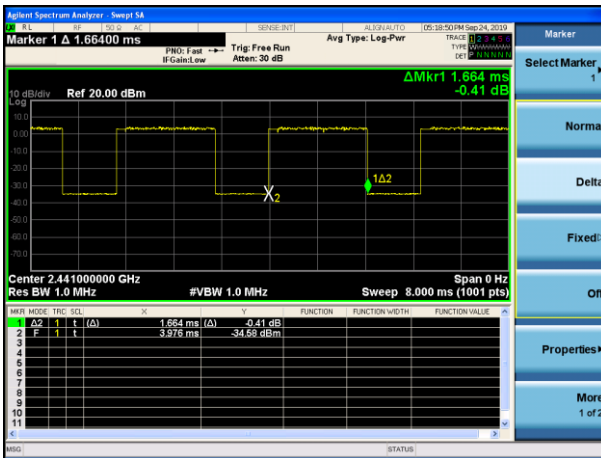 Agilent Spectrum Analyzer - Swept SA
RL RF 50 Ω AC SENSE:INT ALIGNAUTO 05:18:50 PM Sep 24, 2019
Marker 1 Δ 1.66400 ms
PNO: Fast
IFGain:Low
Trig: Free Run
Atten: 30 dB
Avg Type: Log-Pwr
TRACE 1 2 3 4 5 6
TYPE
DET P N N N N N
ΔMkr1 1.664 ms
-0.41 dB
10 dB/div Ref 20.00 dBm
Log
10.0
0.00
-10.0
-20.0
-30.0
-40.0
-50.0
-60.0
-70.0
1Δ2
2
Center 2.441000000 GHz Span 0 Hz
Res BW 1.0 MHz #VBW 1.0 MHz Sweep 8.000 ms (1001 pts)
MKR MODE TRC SCL X Y FUNCTION FUNCTION WIDTH FUNCTION VALUE
1 Δ2 1 t (Δ) 1.664 ms (Δ) -0.41 dB
2 F 1 t 3.976 ms -34.58 dBm
3
4
5
6
7
8
9
10
11
MSG STATUS
Marker
Select Marker
1
Norma
Delta
Fixed
Of
Properties
More
1 of 2